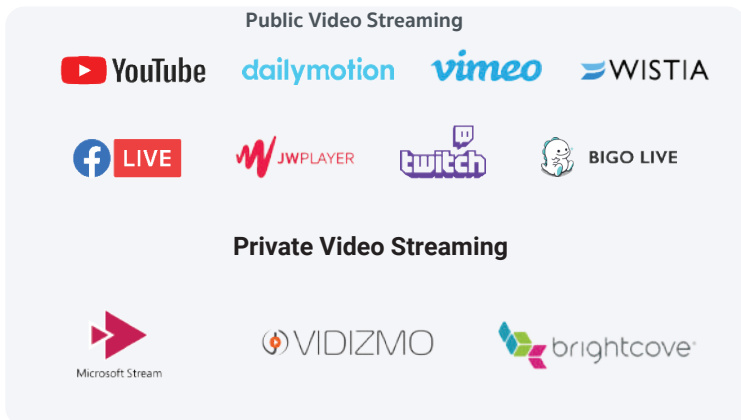 Public Video Streaming
YouTube dailymotion vimeo WISTIA
LIVE JWPLAYER twitch BIGO LIVE
Private Video Streaming
VIDIZMO brightcove
Microsoft Stream